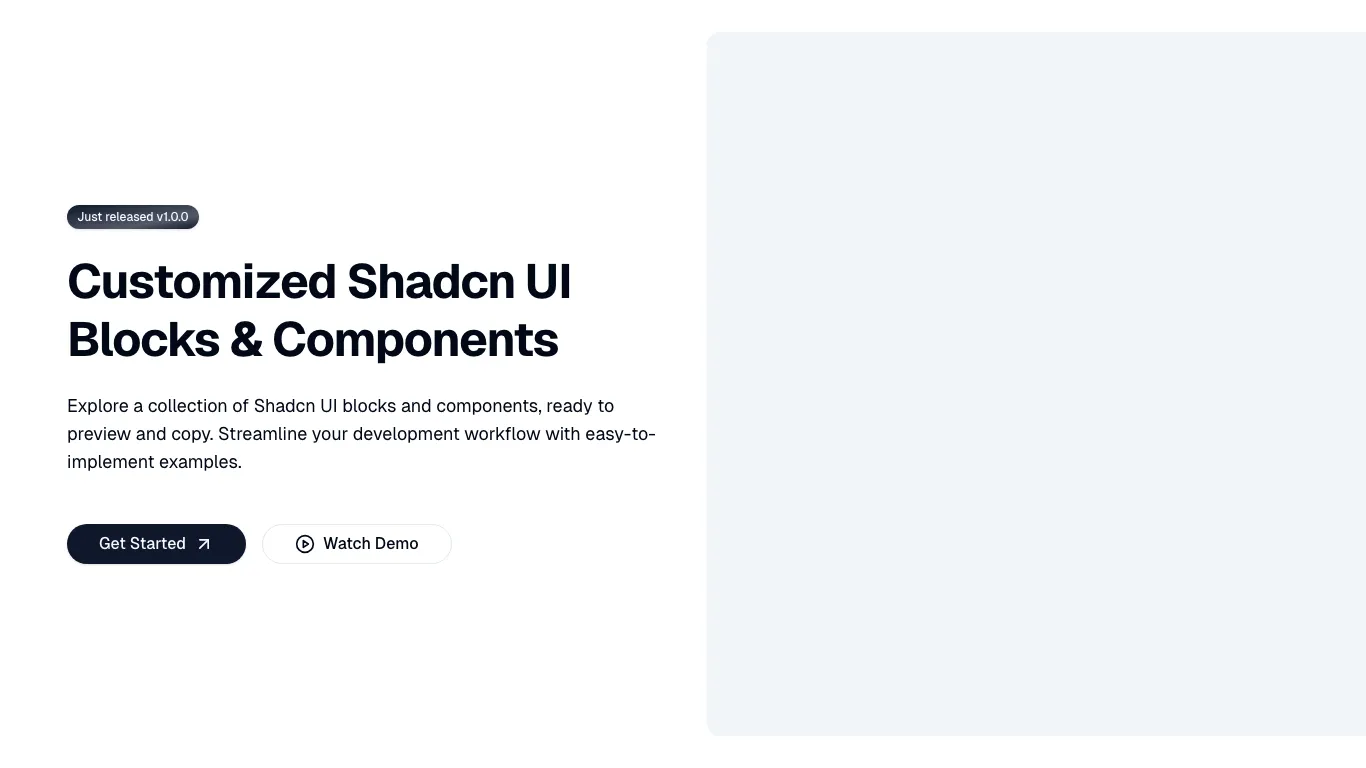 Just released v1.0.0
Customized Shadcn UI
Blocks & Components
Explore a collection of Shadcn UI blocks and components, ready to
preview and copy. Streamline your development workflow with easy-to-
implement examples.
Get Started
Watch Demo